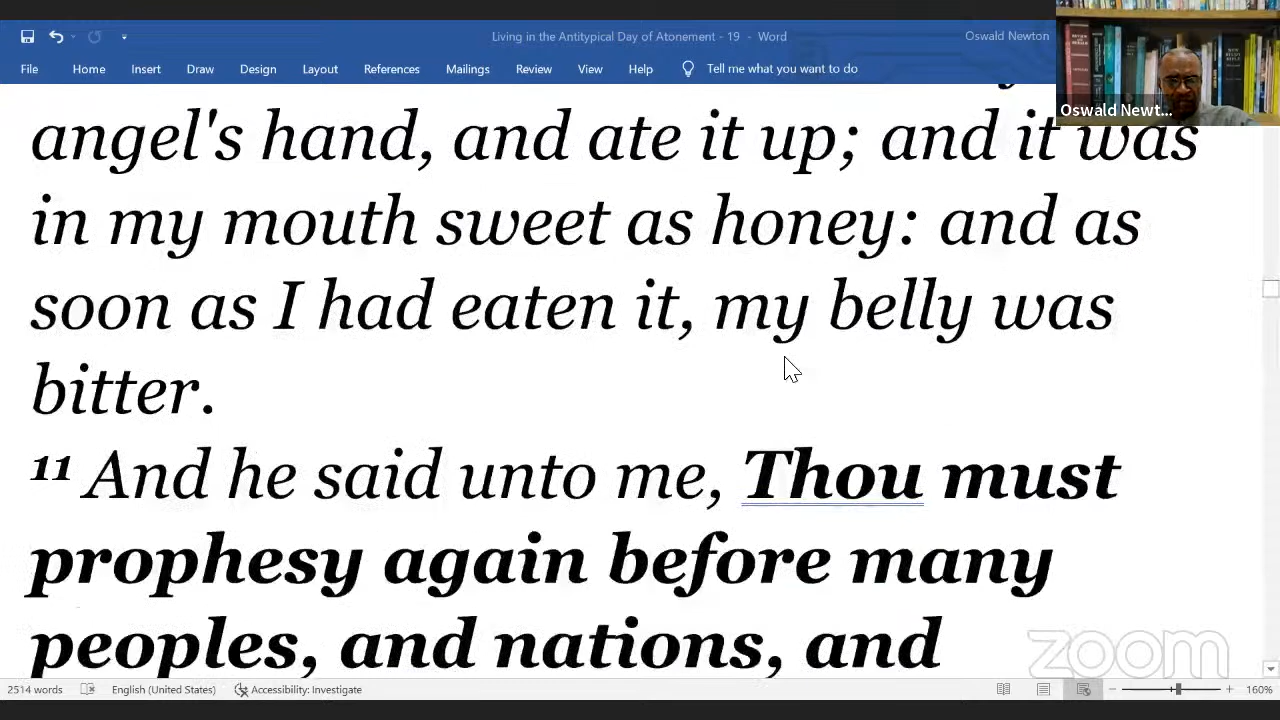 Living in the Antitypical Day of Atonement - 19 - Word
Oswald Newton
File Home Insert Draw Design Layout References Mailings Review View Help Tell me what you want to do
Oswald Newt...
angel's hand, and ate it up; and it was
in my mouth sweet as honey: and as
soon as I had eaten it, my belly was
bitter.
11 And he said unto me, Thou must
prophesy again before many
peoples, and nations, and
zoom
2514 words English (United States) Accessibility: Investigate 160%